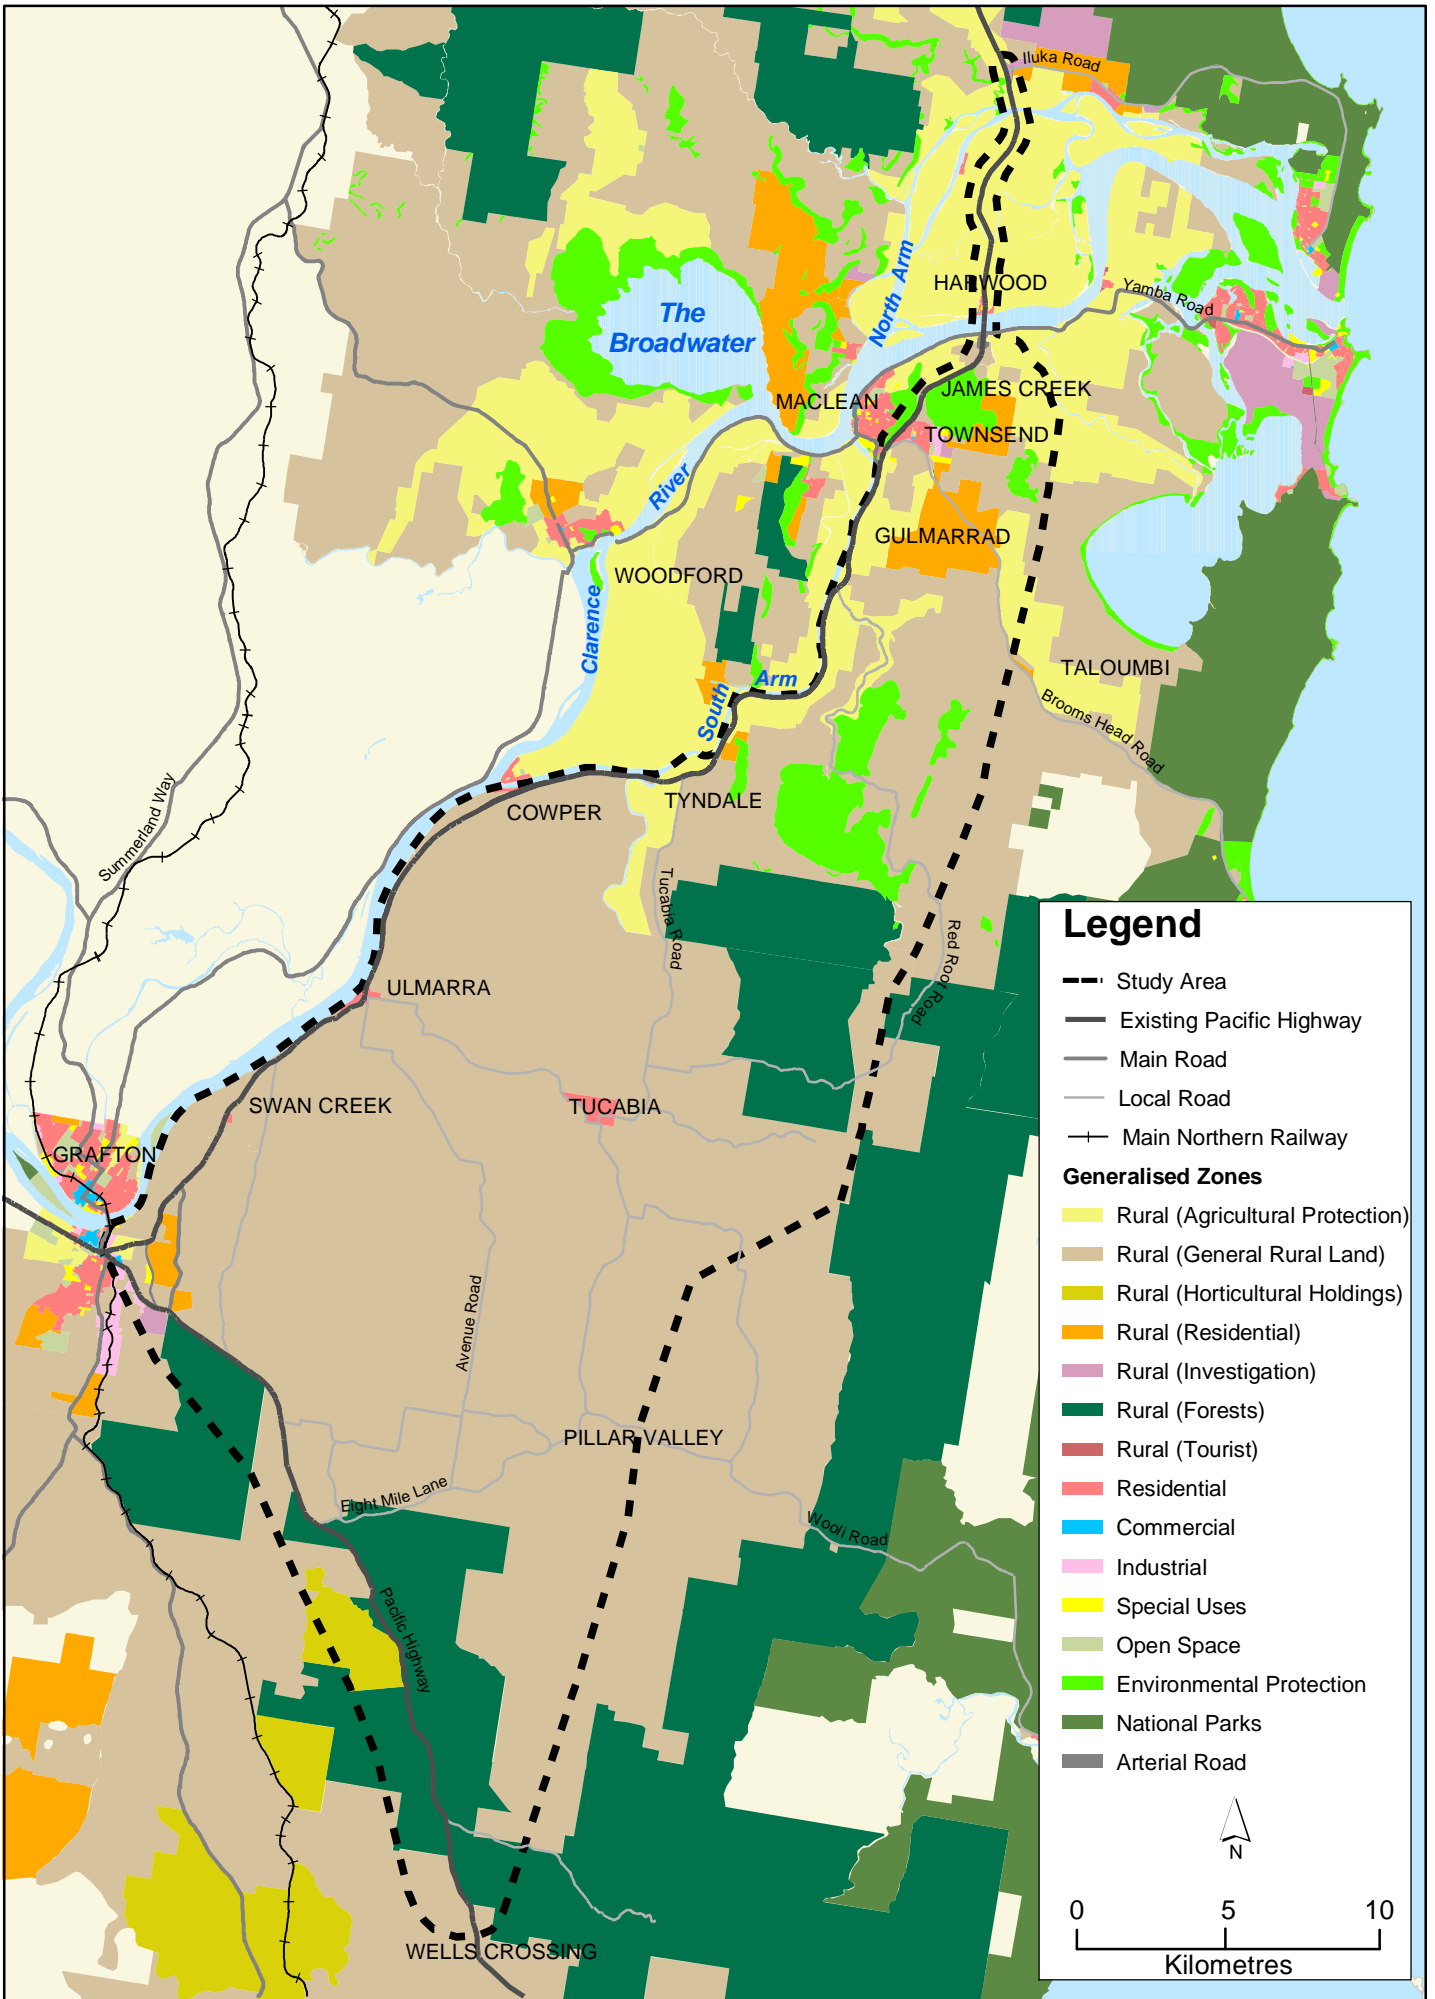 Iluka Road
North Arm
HARWOOD
Yamba Road
The
Broadwater
JAMES CREEK
MACLEAN
TOWNSEND
River
GULMARRAD
WOODFORD
Clarence
TALOUMBI
Arm
South
Brooms Head Road
Summerland Way
COWPER
TYNDALE
Tucabia Road
Red Root Road
ULMARRA
SWAN CREEK
TUCABIA
GRAFTON
Avenue Road
PILLAR VALLEY
Eight Mile Lane
Wooli Road
Pacific Highway
WELLS CROSSING
Legend
Study Area
Existing Pacific Highway
Main Road
Local Road
Main Northern Railway
Generalised Zones
Rural (Agricultural Protection)
Rural (General Rural Land)
Rural (Horticultural Holdings)
Rural (Residential)
Rural (Investigation)
Rural (Forests)
Rural (Tourist)
Residential
Commercial
Industrial
Special Uses
Open Space
Environmental Protection
National Parks
Arterial Road
N
0 5 10
Kilometres